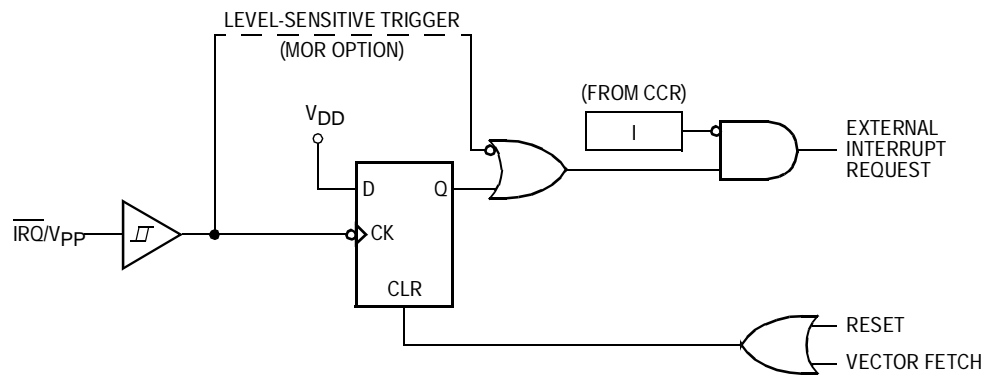 LEVEL-SENSITIVE TRIGGER
(MOR OPTION)
(FROM CCR)
I
EXTERNAL
INTERRUPT
REQUEST
VDD
D
Q
IRQ/VPP
CK
CLR
RESET
VECTOR FETCH